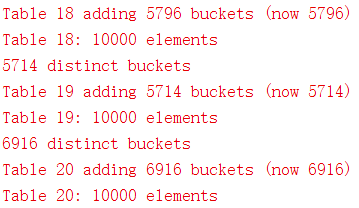 Table 18 adding 5796 buckets (now 5796)
Table 18: 10000 elements
5714 distinct buckets
Table 19 adding 5714 buckets (now 5714)
Table 19: 10000 elements
6916 distinct buckets
Table 20 adding 6916 buckets (now 6916)
Table 20: 10000 elements